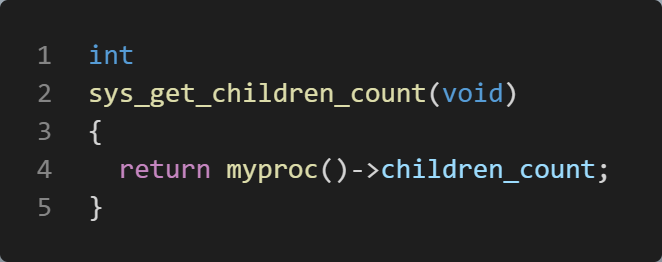 1 int
2 sys_get_children_count(void)
3 {
4   return myproc()->children_count;
5 }